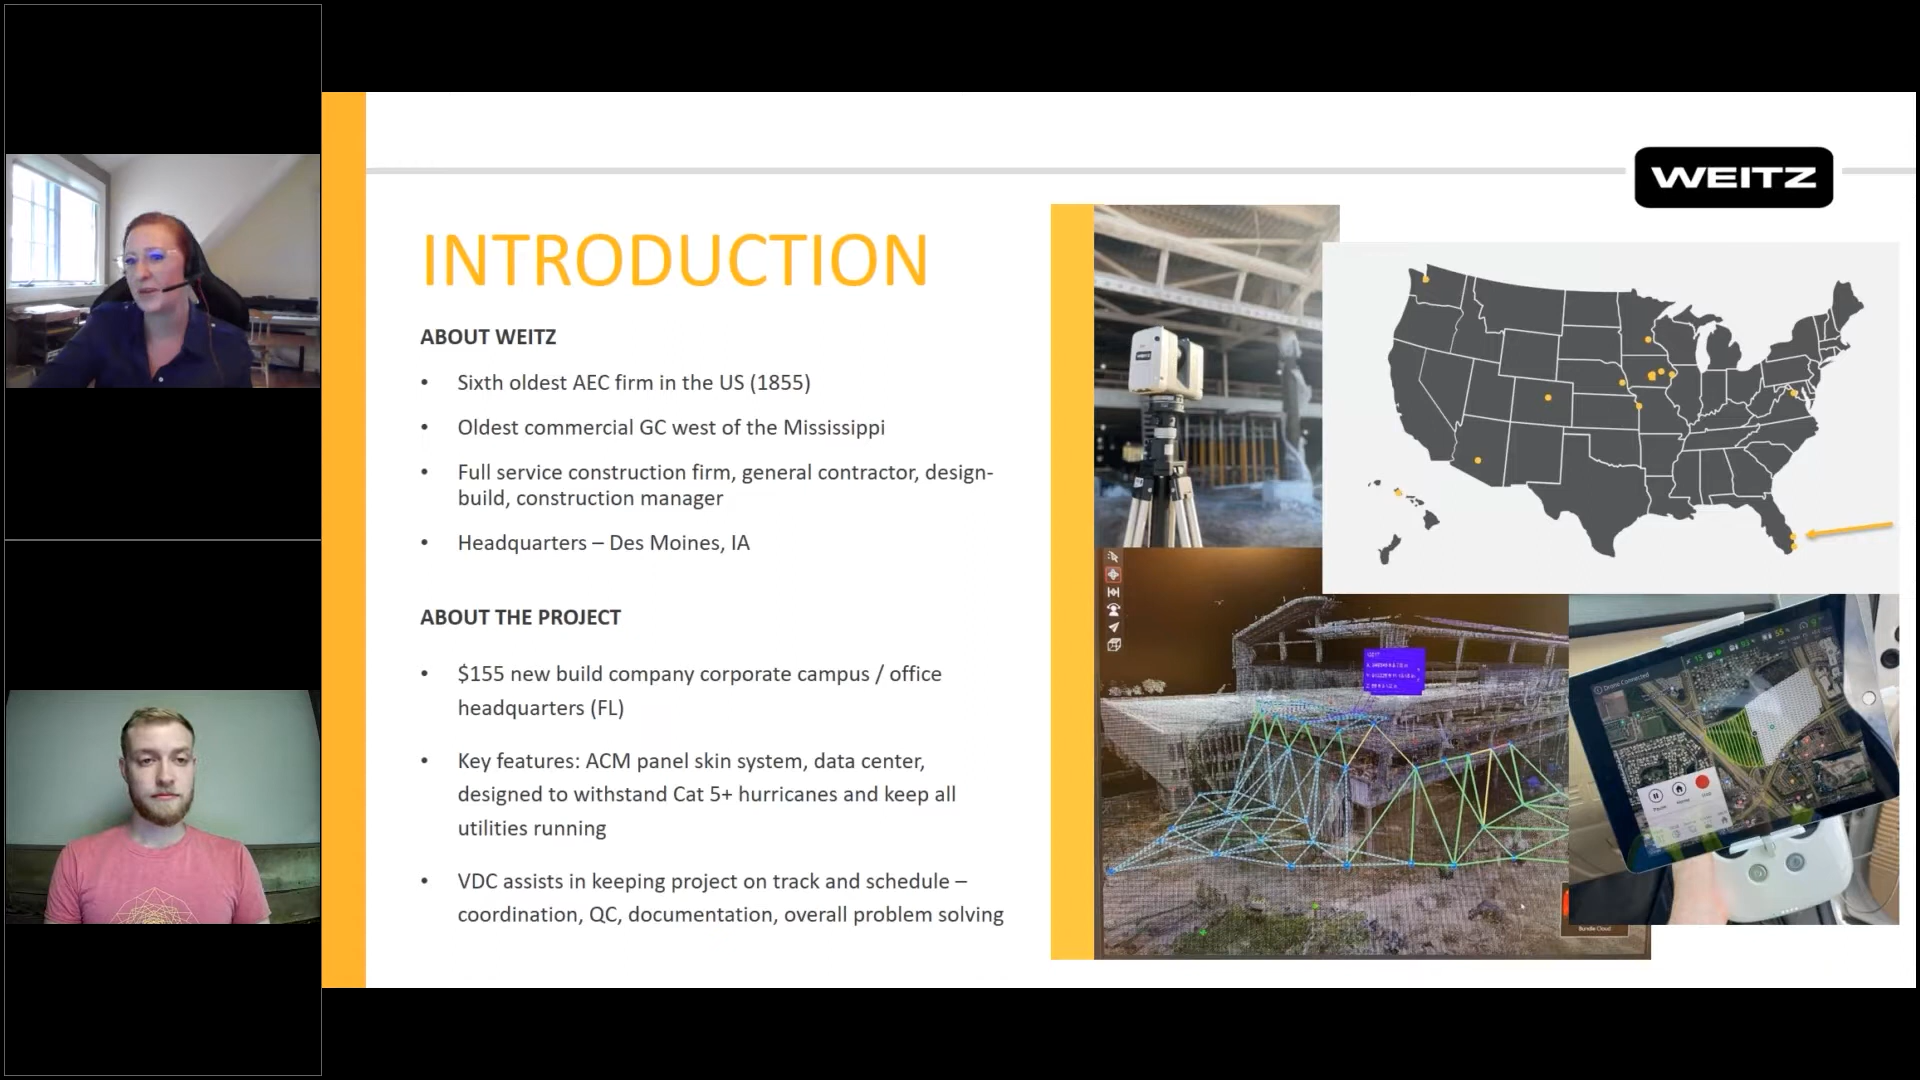 WEITZ
INTRODUCTION
ABOUT WEITZ
• Sixth oldest AEC firm in the US (1855)
• Oldest commercial GC west of the Mississippi
• Full service construction firm, general contractor, design-
build, construction manager
• Headquarters – Des Moines, IA
ABOUT THE PROJECT
• $155 new build company corporate campus / office
headquarters (FL)
• Key features: ACM panel skin system, data center,
designed to withstand Cat 5+ hurricanes and keep all
utilities running
• VDC assists in keeping project on track and schedule –
coordination, QC, documentation, overall problem solving
Drone Connected
Bundle Cloud